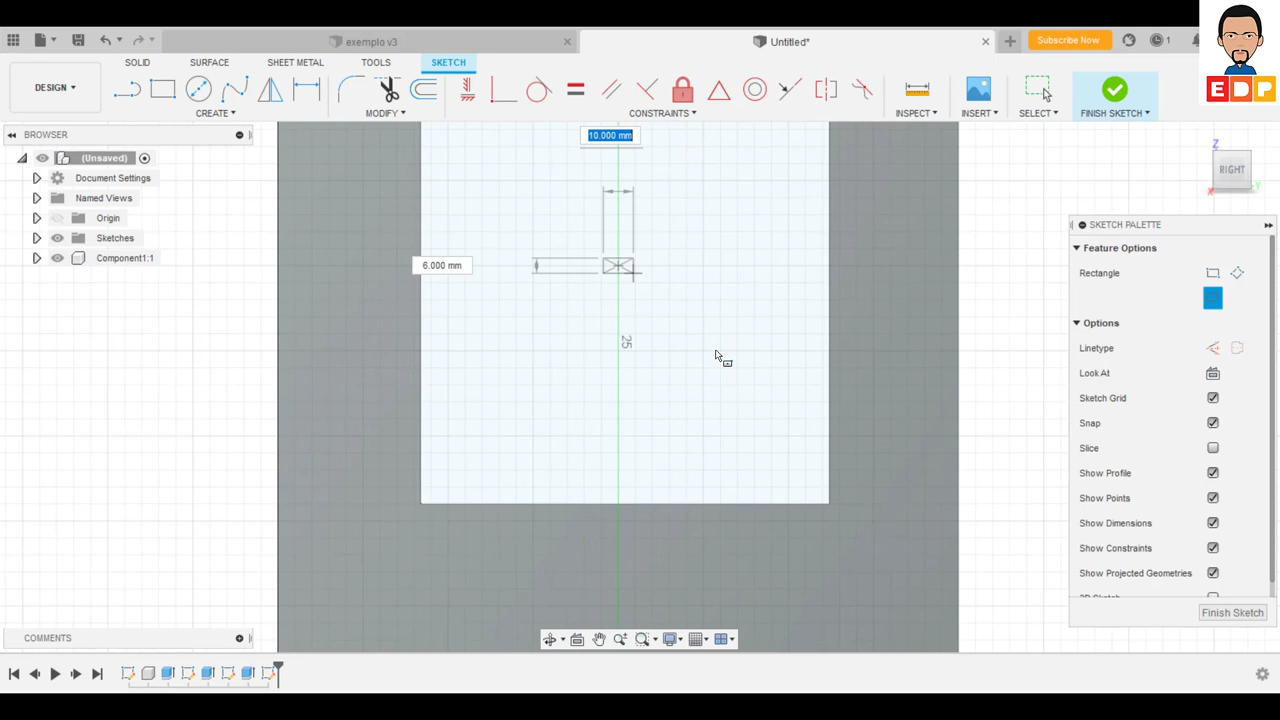 exemplo v3
Untitled*
Subscribe Now
1
EDP
DESIGN
SOLID
SURFACE
SHEET METAL
TOOLS
SKETCH
CREATE
MODIFY
CONSTRAINTS
INSPECT
INSERT
SELECT
FINISH SKETCH
BROWSER
(Unsaved)
Document Settings
Named Views
Origin
Sketches
Component1:1
10.000 mm
6.000 mm
25
Z
RIGHT
X
Y
SKETCH PALETTE
Feature Options
Rectangle
Options
Linetype
Look At
Sketch Grid
Snap
Slice
Show Profile
Show Points
Show Dimensions
Show Constraints
Show Projected Geometries
3D Sketch
Finish Sketch
COMMENTS